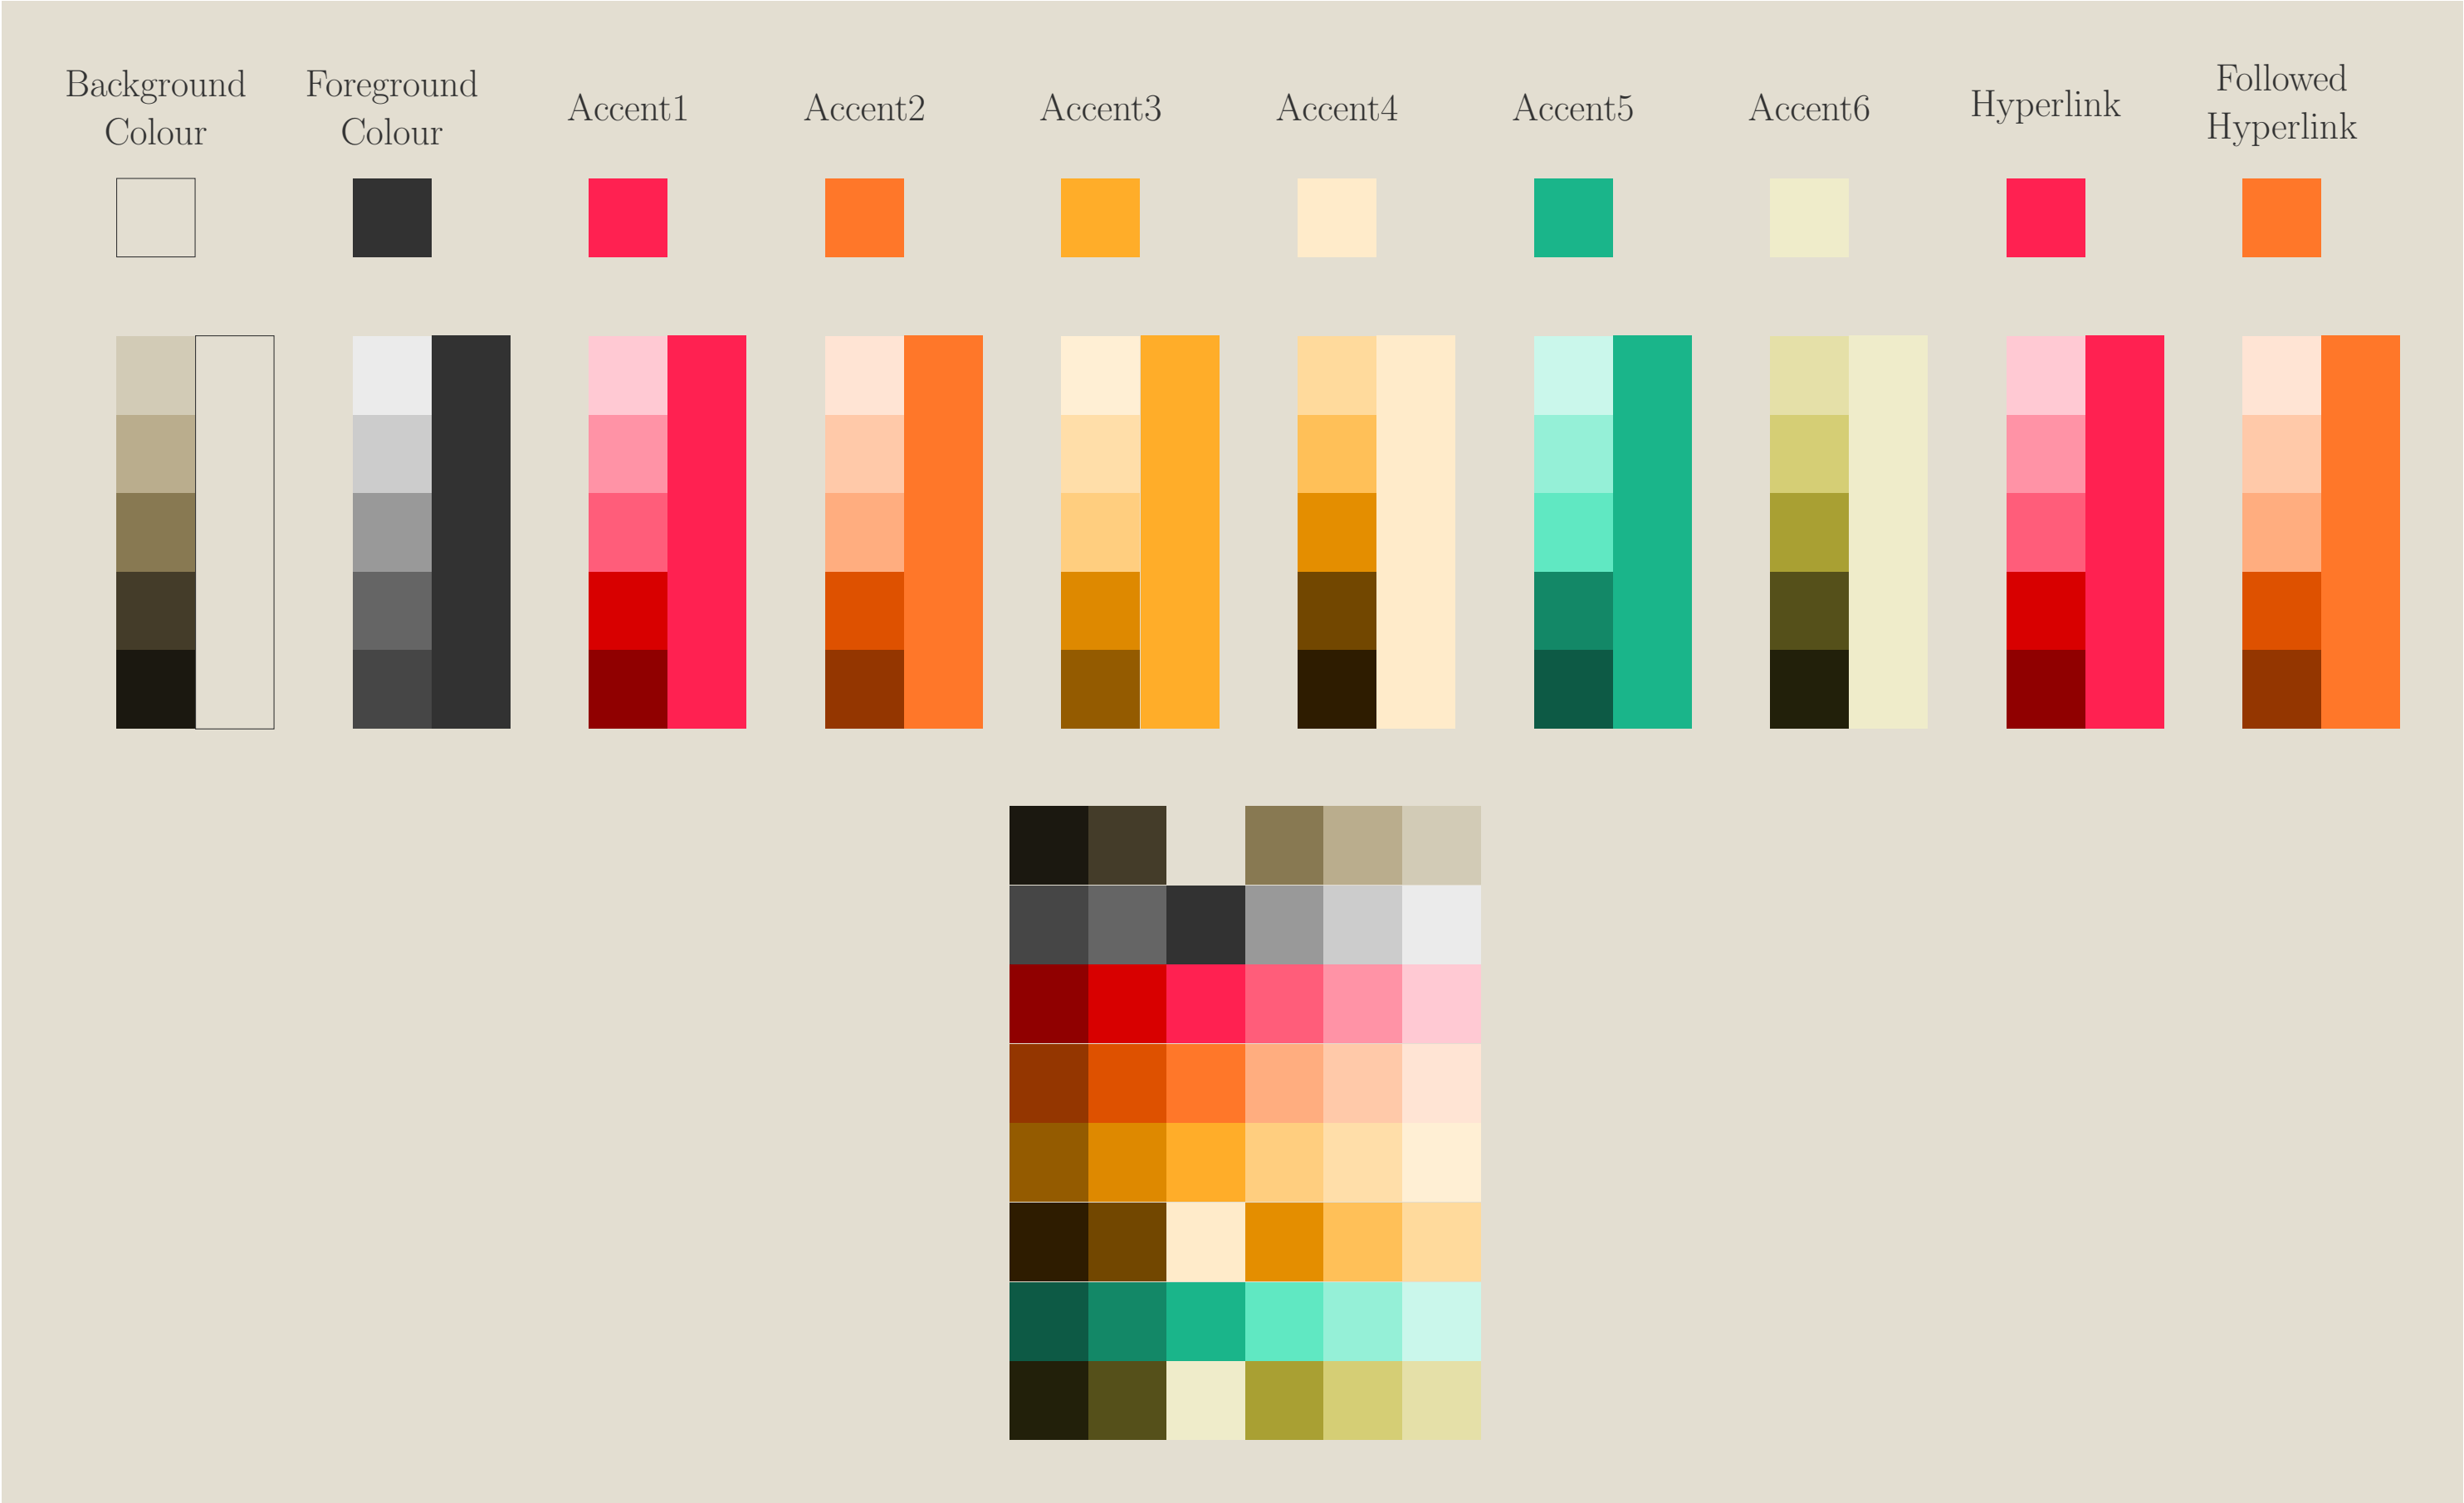 Background
Colour
Foreground
Colour
Accent1
Accent2
Accent3
Accent4
Accent5
Accent6
Hyperlink
Followed
Hyperlink